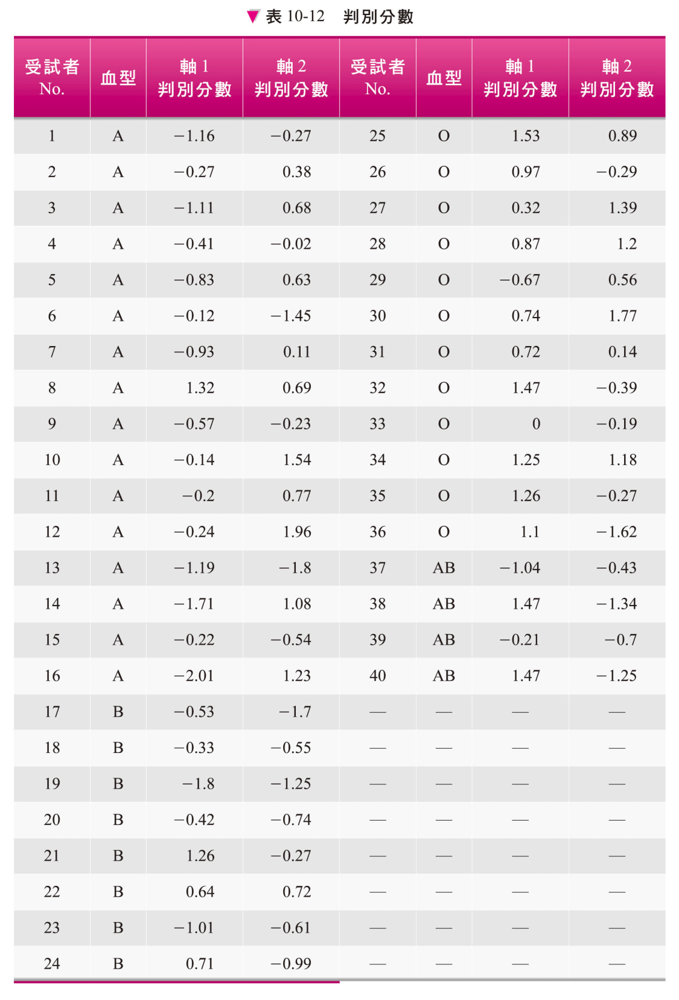 ▼表 10-12 判別分數
受試者 No. 血型 軸 1 判別分數 軸 2 判別分數 受試者 No. 血型 軸 1 判別分數 軸 2 判別分數
1 A −1.16 −0.27 25 O 1.53 0.89
2 A −0.27 0.38 26 O 0.97 −0.29
3 A −1.11 0.68 27 O 0.32 1.39
4 A −0.41 −0.02 28 O 0.87 1.2
5 A −0.83 0.63 29 O −0.67 0.56
6 A −0.12 −1.45 30 O 0.74 1.77
7 A −0.93 0.11 31 O 0.72 0.14
8 A 1.32 0.69 32 O 1.47 −0.39
9 A −0.57 −0.23 33 O 0 −0.19
10 A −0.14 1.54 34 O 1.25 1.18
11 A −0.2 0.77 35 O 1.26 −0.27
12 A −0.24 1.96 36 O 1.1 −1.62
13 A −1.19 −1.8 37 AB −1.04 −0.43
14 A −1.71 1.08 38 AB 1.47 −1.34
15 A −0.22 −0.54 39 AB −0.21 −0.7
16 A −2.01 1.23 40 AB 1.47 −1.25
17 B −0.53 −1.7 — — — —
18 B −0.33 −0.55 — — — —
19 B −1.8 −1.25 — — — —
20 B −0.42 −0.74 — — — —
21 B 1.26 −0.27 — — — —
22 B 0.64 0.72 — — — —
23 B −1.01 −0.61 — — — —
24 B 0.71 −0.99 — — — —